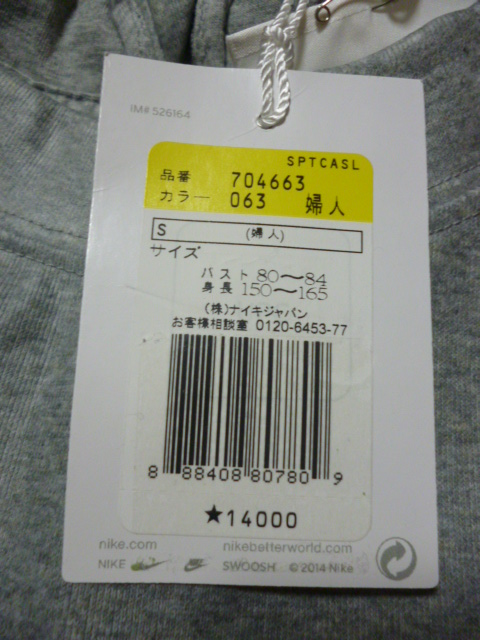 IM# 526164
SPTCASL
品番 704663
カラー 063 婦人
S (婦人)
サイズ
バスト 80〜84
身長 150〜165
(株)ナイキジャパン
お客様相談室 0120-6453-77
8 88408 80780 9
★14000
nike.com nikebetterworld.com
NIKE SWOOSH © 2014 Nike